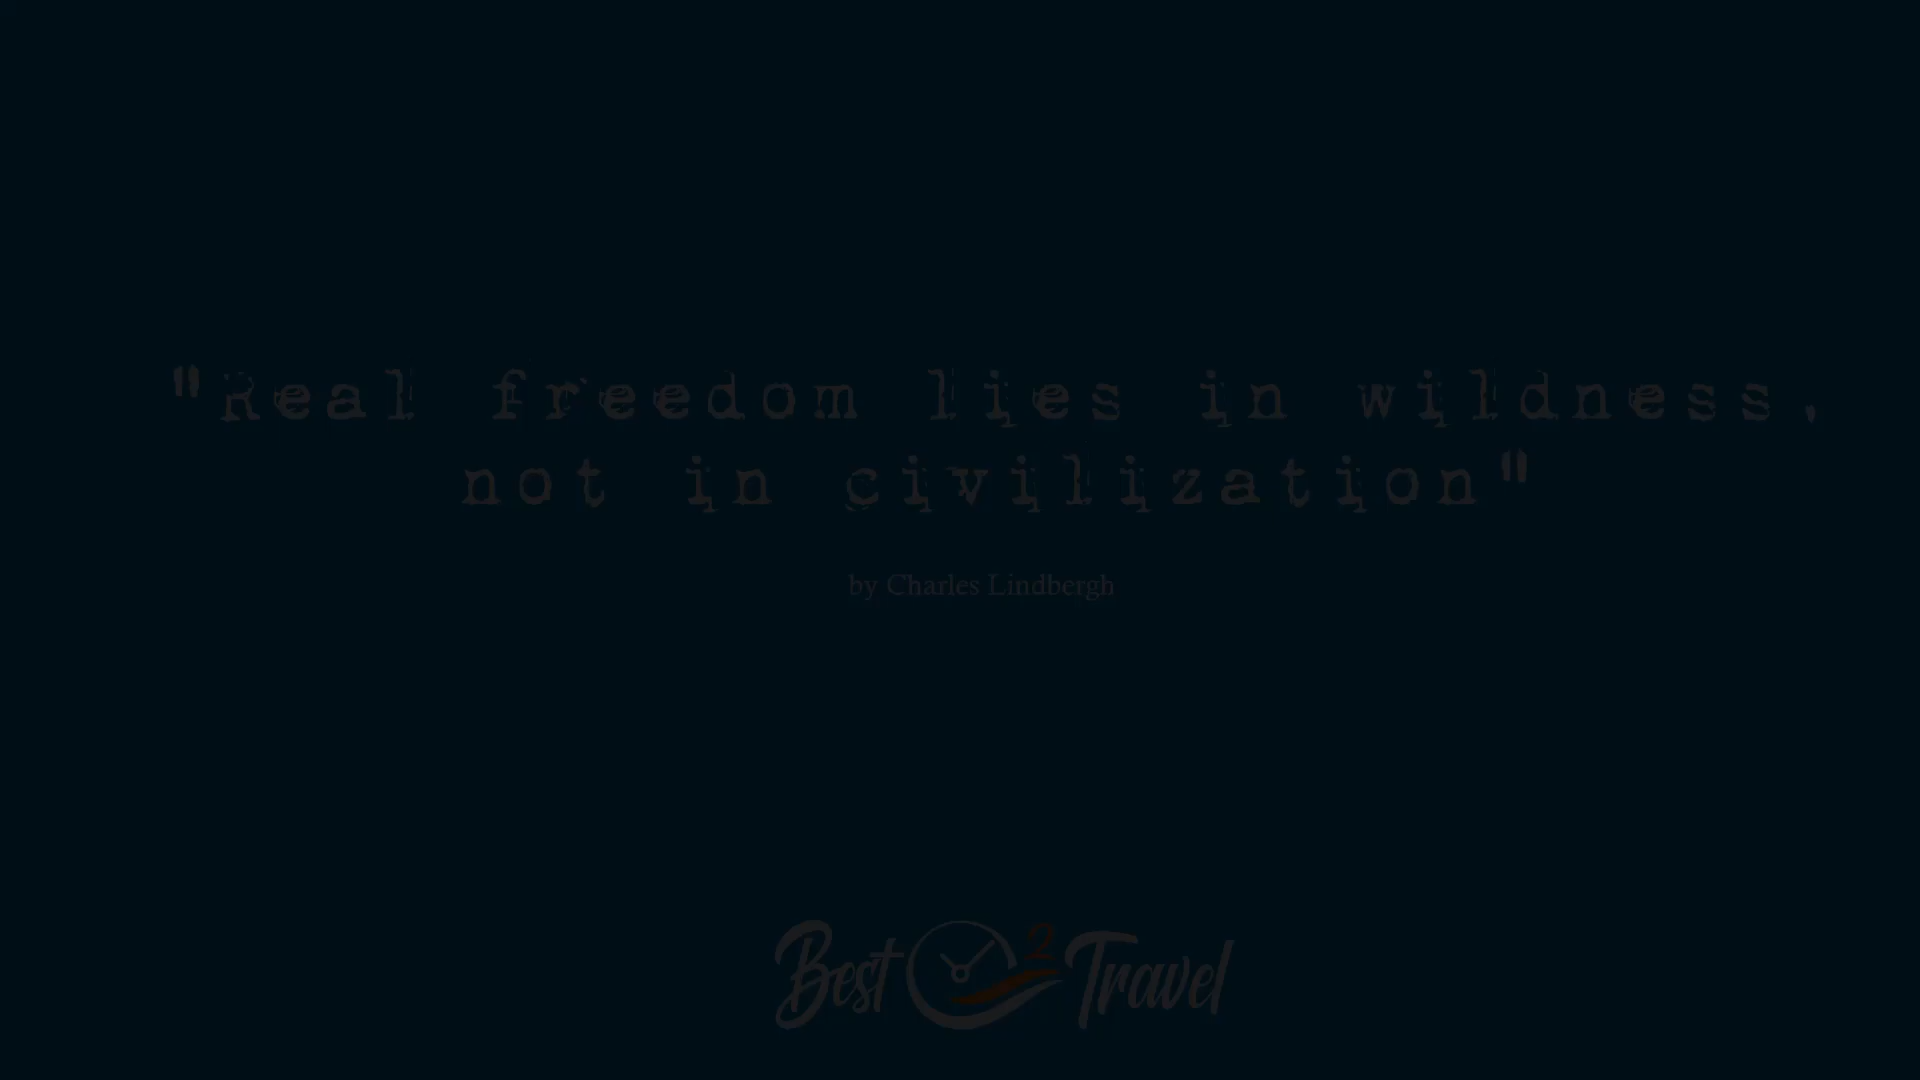 "Real freedom lies in wildness,
not in civilization"
by Charles Lindbergh
Best 2 Travel